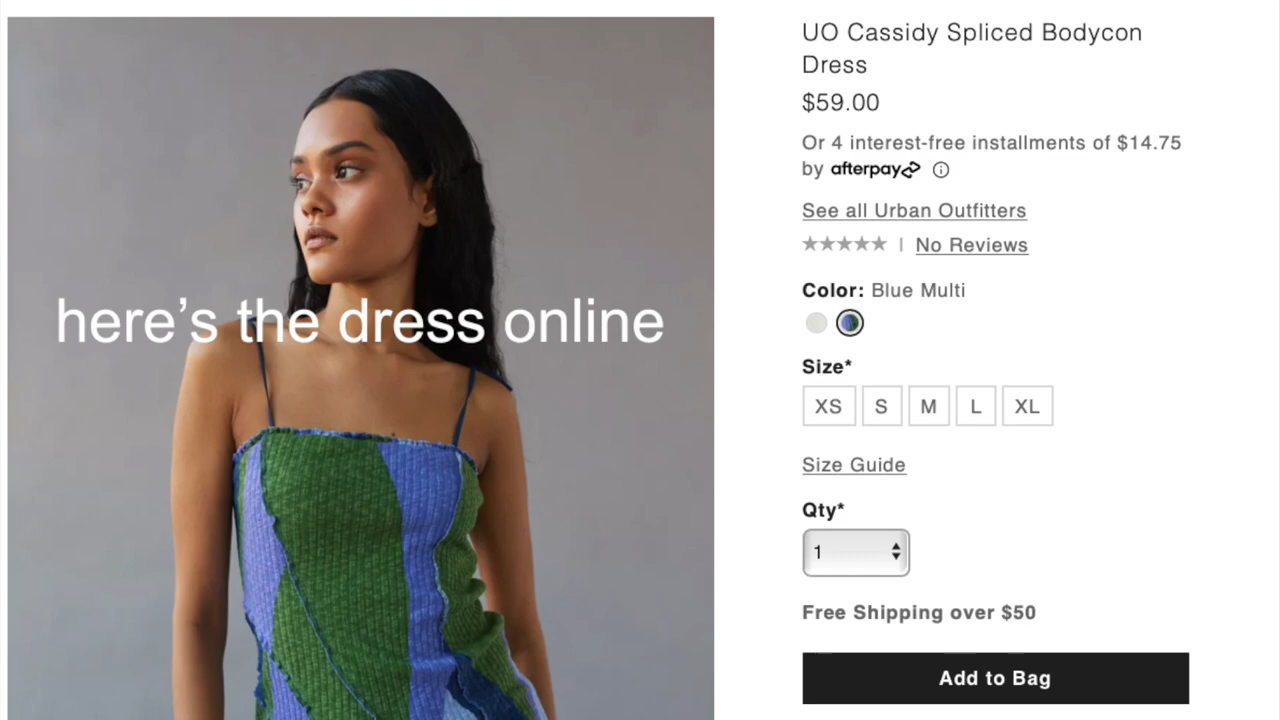 here’s the dress online
UO Cassidy Spliced Bodycon
Dress
$59.00
Or 4 interest-free installments of $14.75
by afterpay
See all Urban Outfitters
| No Reviews
Color: Blue Multi
Size*
XS S M L XL
Size Guide
Qty*
1
Free Shipping over $50
Add to Bag